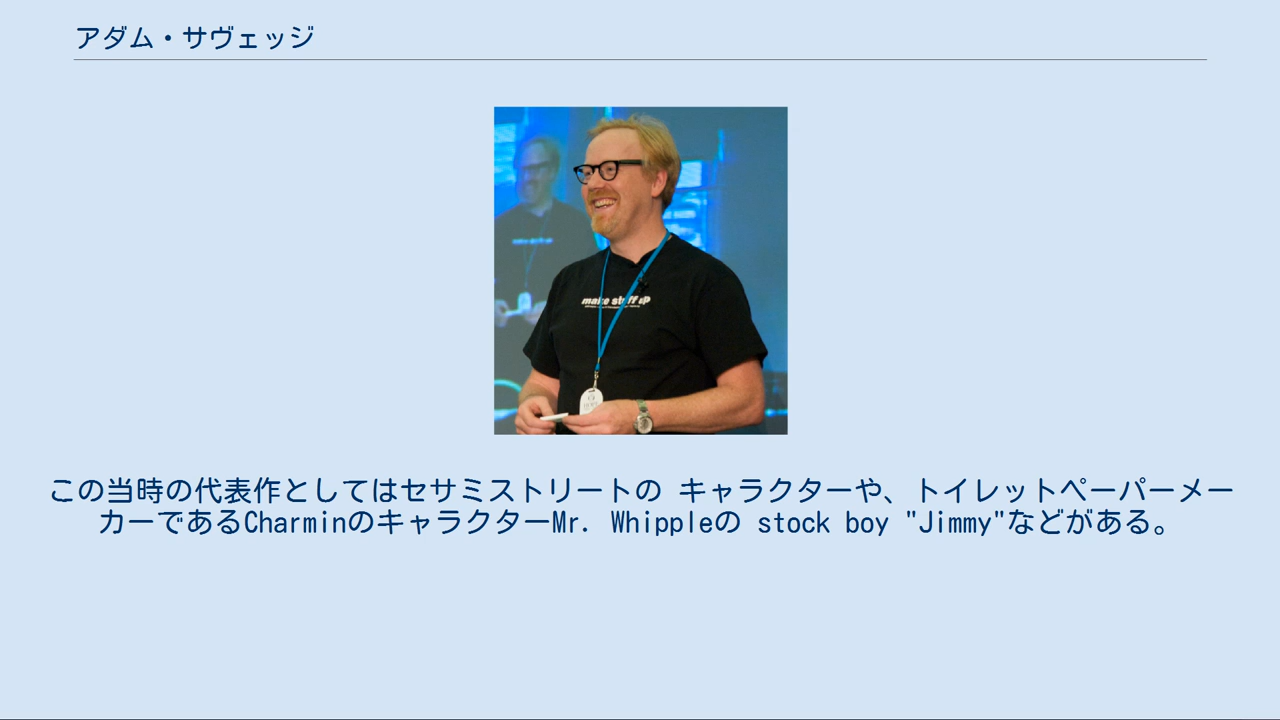 アダム・サヴェッジ
make stuff up
この当時の代表作としてはセサミストリートの キャラクターや、トイレットペーパーメー
カーであるCharminのキャラクターMr. Whippleの stock boy "Jimmy"などがある。